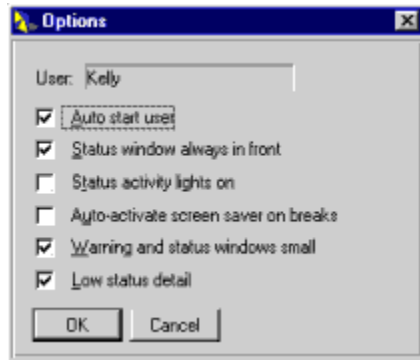 Options
User: Kelly
Auto start user
Status window always in front
Status activity lights on
Auto-activate screen saver on breaks
Warning and status windows small
Low status detail
OK Cancel